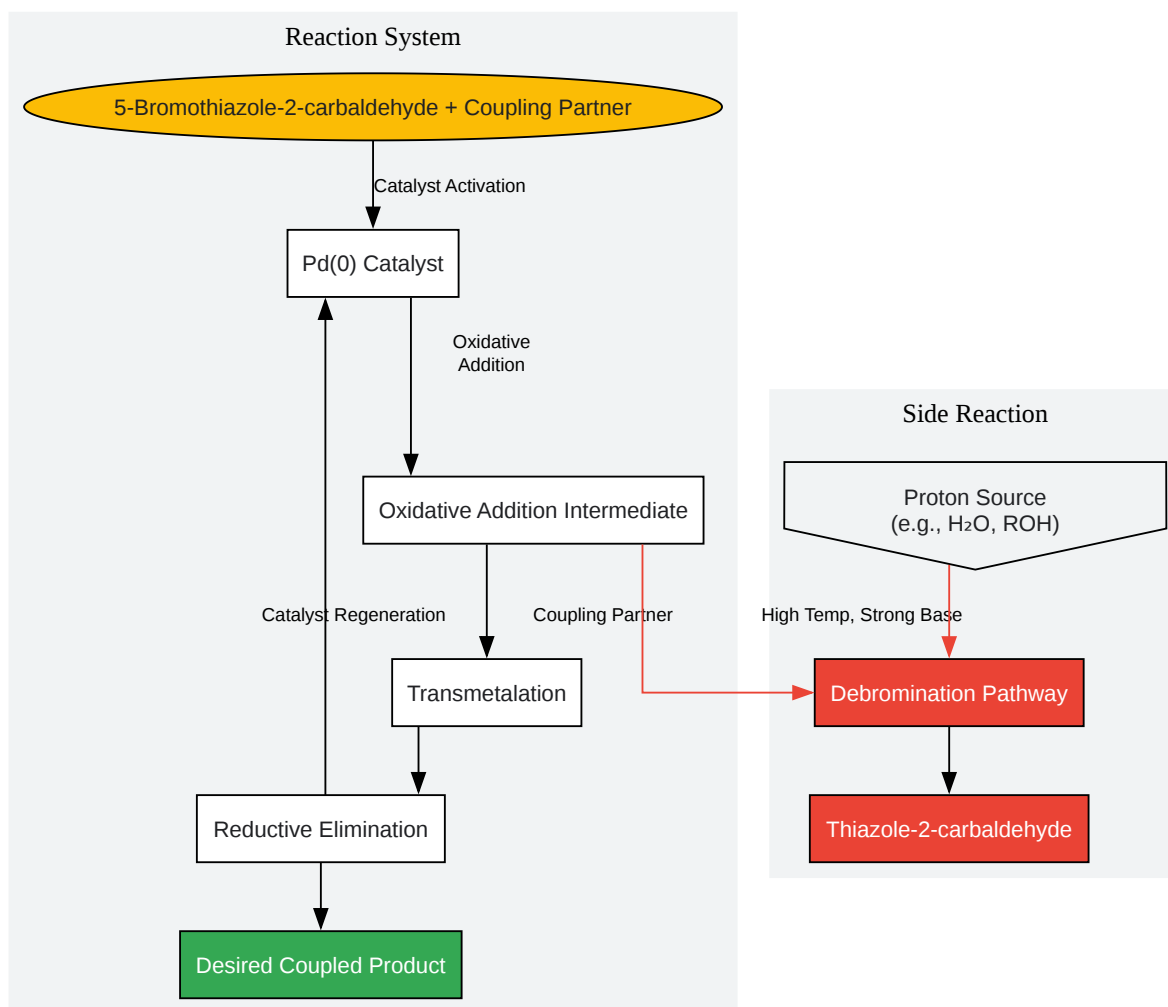 Reaction System
5-Bromothiazole-2-carbaldehyde + Coupling Partner
Catalyst Activation
Pd(0) Catalyst
Oxidative
Addition
Side Reaction
Oxidative Addition Intermediate
Proton Source
(e.g., H₂O, ROH)
Catalyst Regeneration
Coupling Partner
High Temp, Strong Base
Transmetalation
Debromination Pathway
Reductive Elimination
Thiazole-2-carbaldehyde
Desired Coupled Product